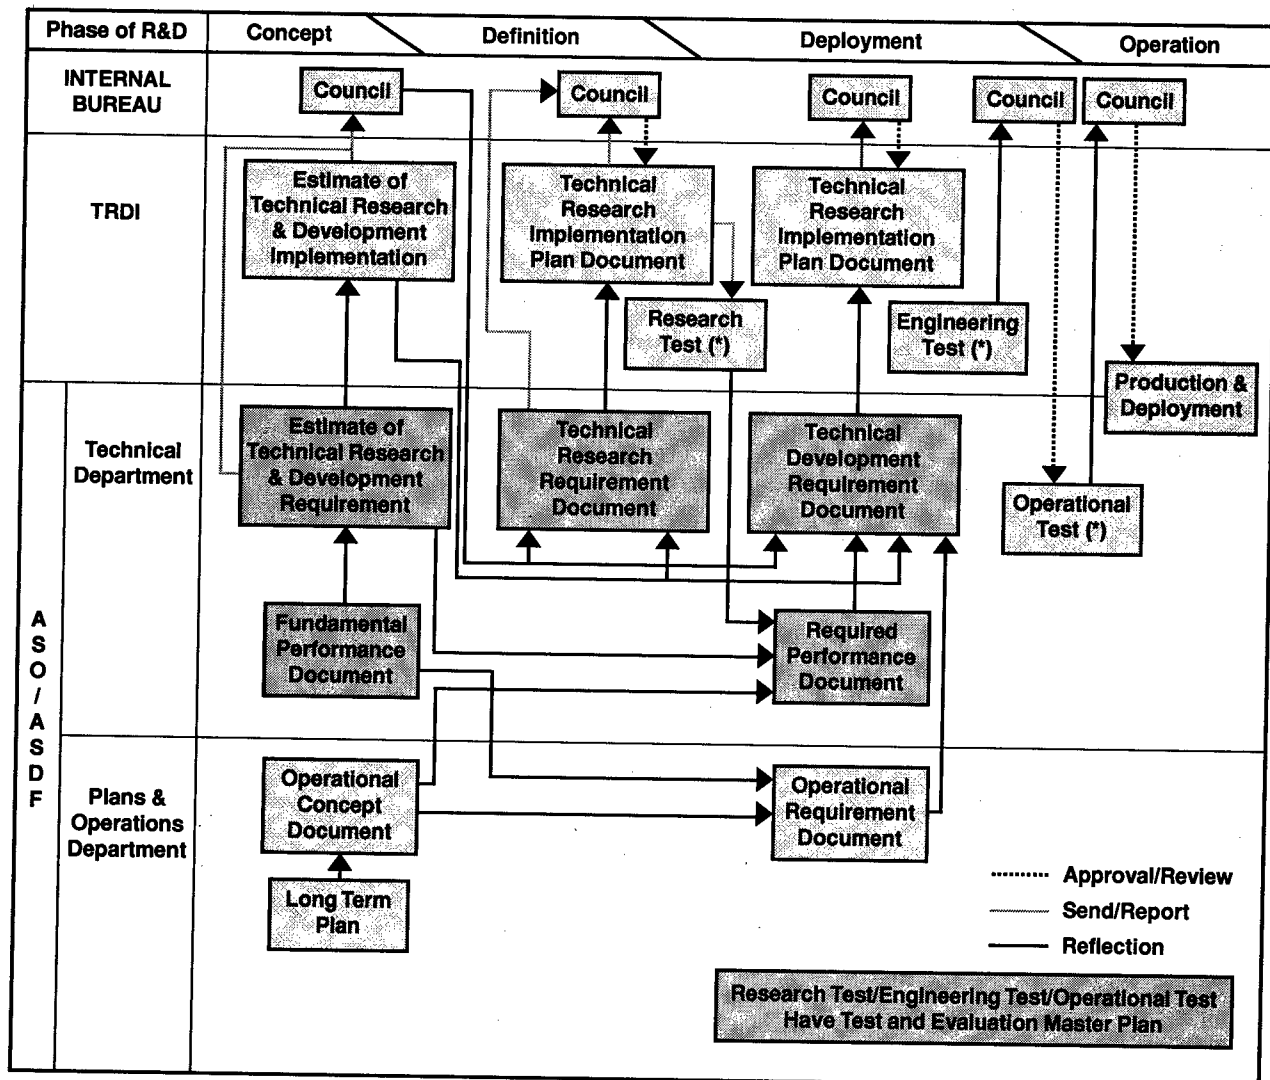 Phase of R&D
Concept
Definition
Deployment
Operation
INTERNAL
BUREAU
Council
Council
Council
Council
Council
TRDI
Estimate of
Technical Research
& Development
Implementation
Technical
Research
Implementation
Plan Document
Technical
Research
Implementation
Plan Document
Research
Test (*)
Engineering
Test (*)
Production &
Deployment
ASO/ASDF
Technical
Department
Estimate of
Technical Research
& Development
Requirement
Technical
Research
Requirement
Document
Technical
Development
Requirement
Document
Operational
Test (*)
Fundamental
Performance
Document
Required
Performance
Document
Plans &
Operations
Department
Operational
Concept
Document
Operational
Requirement
Document
Long Term
Plan
Approval/Review
Send/Report
Reflection
Research Test/Engineering Test/Operational Test
Have Test and Evaluation Master Plan